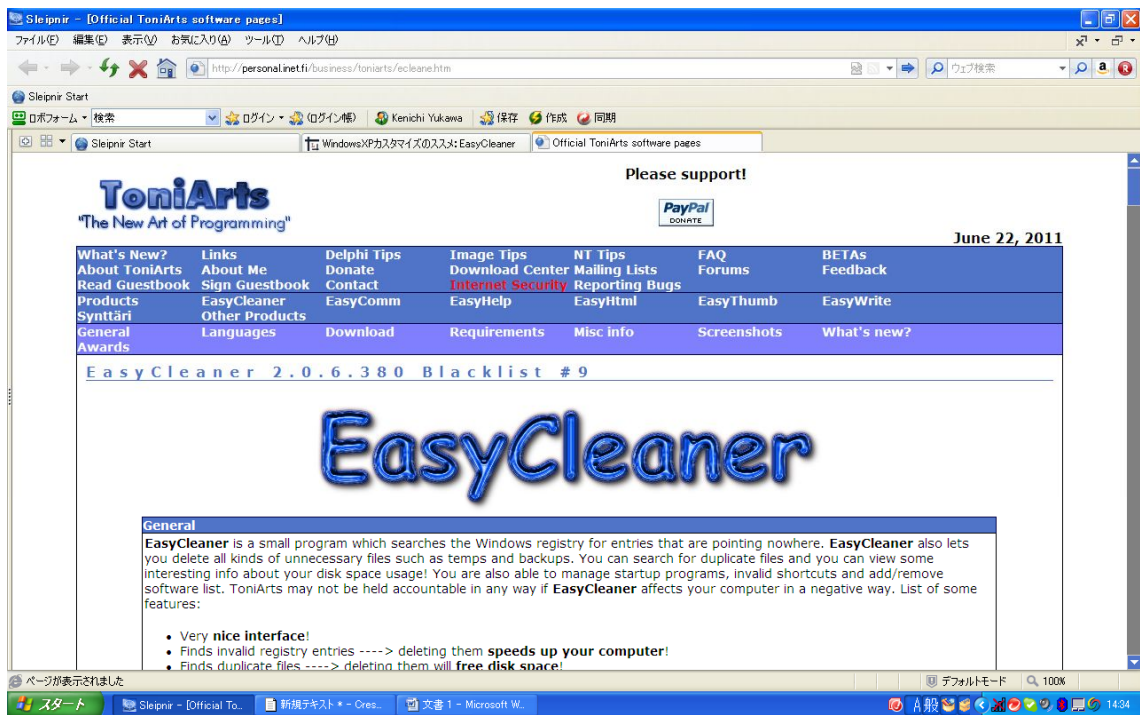 Sleipnir - [Official ToniArts software pages]
ファイル(F) 編集(E) 表示(V) お気に入り(A) ツール(T) ヘルプ(H)
http://personal.inet.fi/business/toniarts/ecleane.htm ウェブ検索
Sleipnir Start
ロボフォーム 検索 ログイン (ログイン帳) Kenichi Yukawa 保存 作成 同期
Sleipnir Start WindowsXPカスタマイズのススメ: EasyCleaner Official ToniArts software pages
Please support!
ToniArts
PayPal
DONATE
"The New Art of Programming"
June 22, 2011
What's New? Links Delphi Tips Image Tips NT Tips FAQ BETAs
About ToniArts About Me Donate Download Center Mailing Lists Forums Feedback
Read Guestbook Sign Guestbook Contact Internet Security Reporting Bugs
Products EasyCleaner EasyComm EasyHelp EasyHtml EasyThumb EasyWrite
Synttäri Other Products
General Languages Download Requirements Misc info Screenshots What's new?
Awards
EasyCleaner 2.0.6.380 Blacklist #9
EasyCleaner
General
EasyCleaner is a small program which searches the Windows registry for entries that are pointing nowhere. EasyCleaner also lets
you delete all kinds of unnecessary files such as temps and backups. You can search for duplicate files and you can view some
interesting info about your disk space usage! You are also able to manage startup programs, invalid shortcuts and add/remove
software list. ToniArts may not be held accountable in any way if EasyCleaner affects your computer in a negative way. List of some
features:
• Very nice interface!
• Finds invalid registry entries ----> deleting them speeds up your computer!
• Finds duplicate files ----> deleting them will free disk space!
ページが表示されました デフォルトモード 100%
スタート Sleipnir - [Official To... 新規テキスト * - Cres... 文書 1 - Microsoft W... A 般 14:34